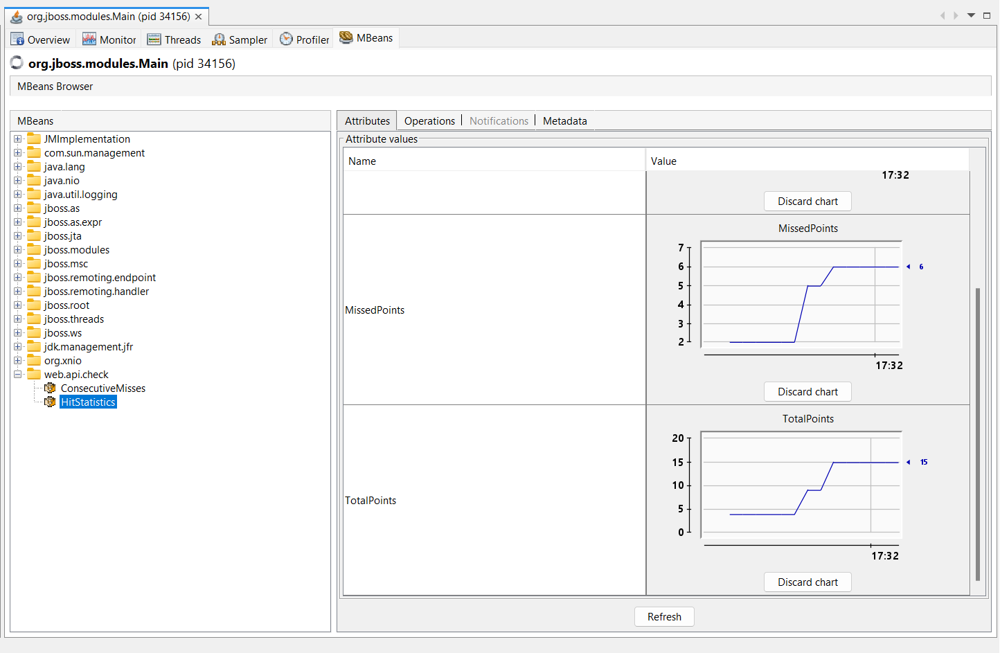 org.jboss.modules.Main (pid 34156)
Overview
Monitor
Threads
Sampler
Profiler
MBeans
org.jboss.modules.Main (pid 34156)
MBeans Browser
MBeans
JMImplementation
com.sun.management
java.lang
java.nio
java.util.logging
jboss.as
jboss.as.expr
jboss.jta
jboss.modules
jboss.msc
jboss.remoting.endpoint
jboss.remoting.handler
jboss.root
jboss.threads
jboss.ws
jdk.management.jfr
org.xnio
web.api.check
ConsecutiveMisses
HitStatistics
Attributes
Operations
Notifications
Metadata
Attribute values
Name
Value
17:32
Discard chart
MissedPoints
MissedPoints
7
6
5
4
3
2
6
17:32
Discard chart
TotalPoints
TotalPoints
20
15
10
5
0
15
17:32
Discard chart
Refresh